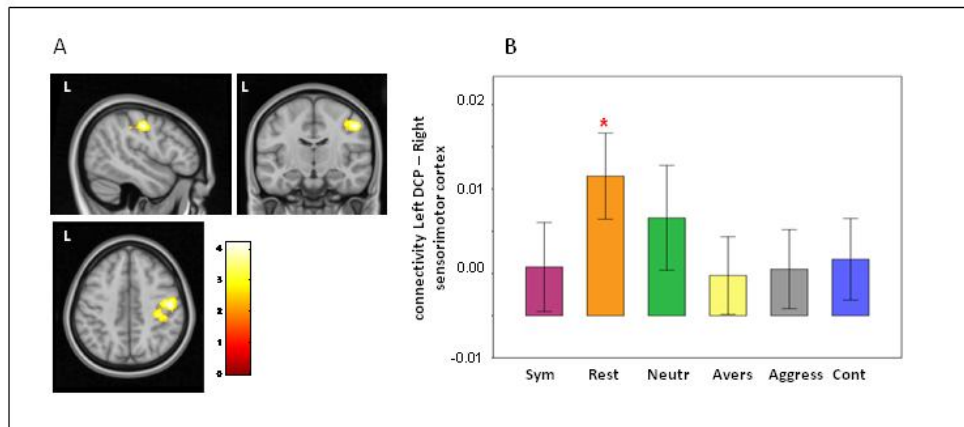 A
B
L
L
L
4
3
2
1
0
connectivity Left DCP – Right
sensorimotor cortex
0.02
0.01
0.00
-0.01
*
Sym Rest Neutr Avers Aggress Cont